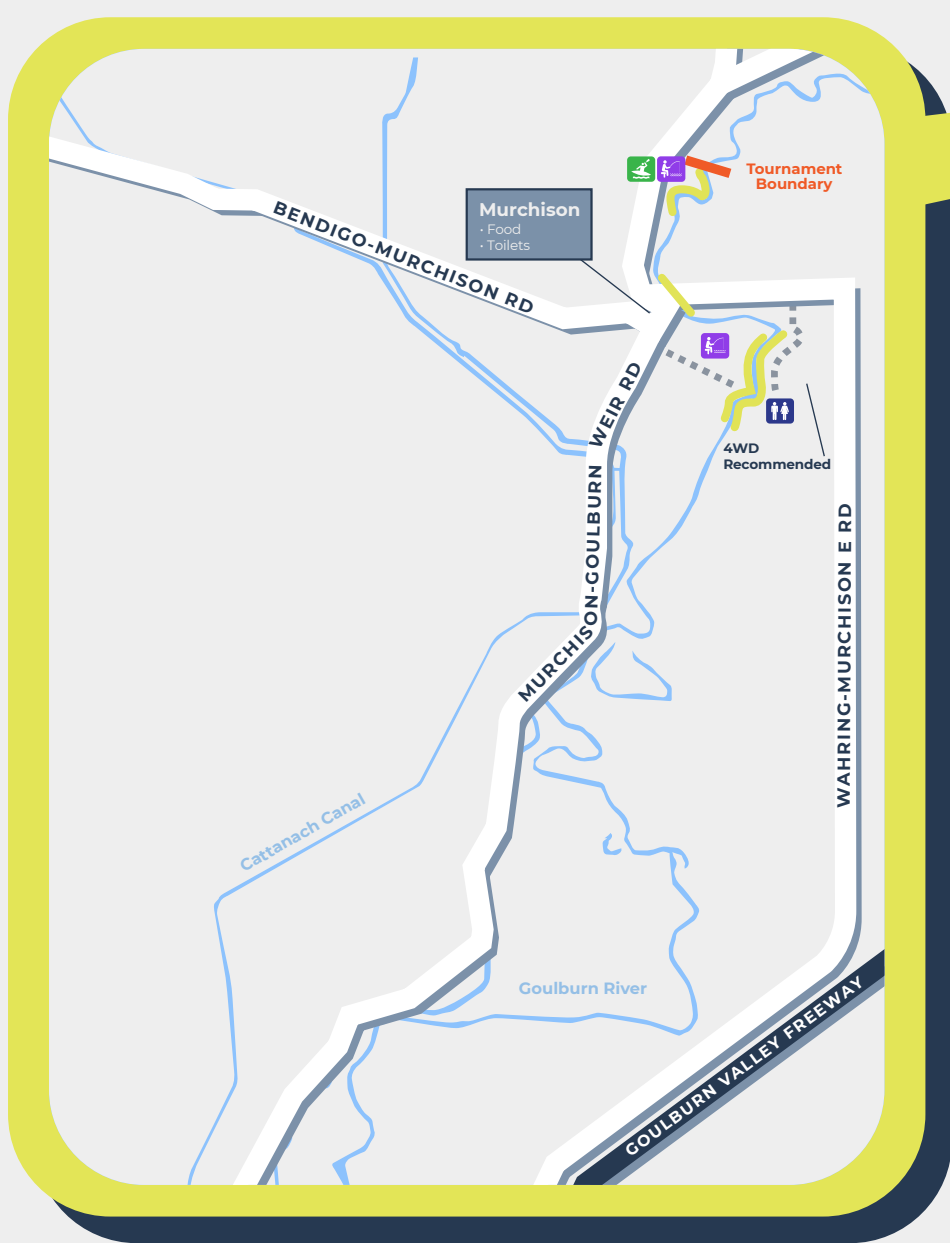 Tournament
Boundary
Murchison
· Food
· Toilets
BENDIGO-MURCHISON RD
MURCHISON-GOULBURN WEIR RD
4WD
Recommended
WAHRING-MURCHISON E RD
Cattanach Canal
Goulburn River
GOULBURN VALLEY FREEWAY